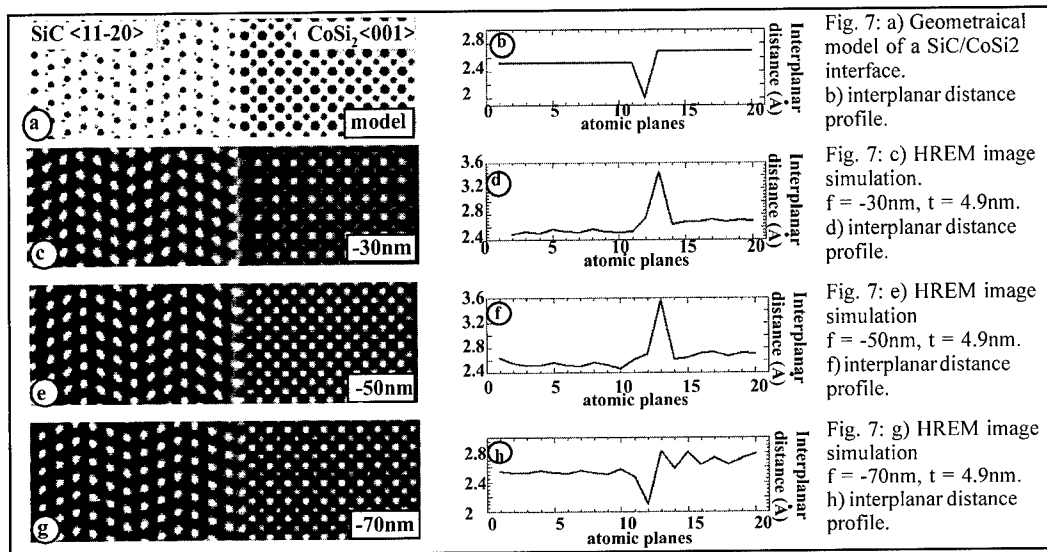 SiC <11-20>
CoSi2<001>
a
model
2.8
2.4
2
b
0
5
10
15
20
atomic planes
Interplanar
distance (Å)
Fig. 7: a) Geometraical
model of a SiC/CoSi2
interface.
b) interplanar distance
profile.
c
-30nm
3.6
3.2
2.8
2.4
d
0
5
10
15
20
atomic planes
Interplanar
distance (Å)
Fig. 7: c) HREM image
simulation.
f = -30nm, t = 4.9nm.
d) interplanar distance
profile.
e
-50nm
3.6
3.2
2.8
2.4
f
0
5
10
15
20
atomic planes
Interplanar
distance (Å)
Fig. 7: e) HREM image
simulation
f = -50nm, t = 4.9nm.
f) interplanar distance
profile.
g
-70nm
2.8
2.4
2
h
0
5
10
15
20
atomic planes
Interplanar
distance (Å)
Fig. 7: g) HREM image
simulation
f = -70nm, t = 4.9nm.
h) interplanar distance
profile.